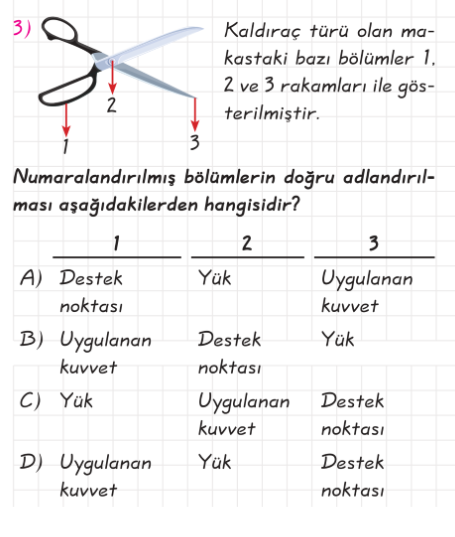 3)
Kaldıraç türü olan ma-
kastaki bazı bölümler 1,
2 ve 3 rakamları ile gös-
terilmiştir.
2
1
3
Numaralandırılmış bölümlerin doğru adlandırıl-
ması aşağıdakilerden hangisidir?
1 2 3
A) Destek Yük Uygulanan
noktası kuvvet
B) Uygulanan Destek Yük
kuvvet noktası
C) Yük Uygulanan Destek
kuvvet noktası
D) Uygulanan Yük Destek
kuvvet noktası